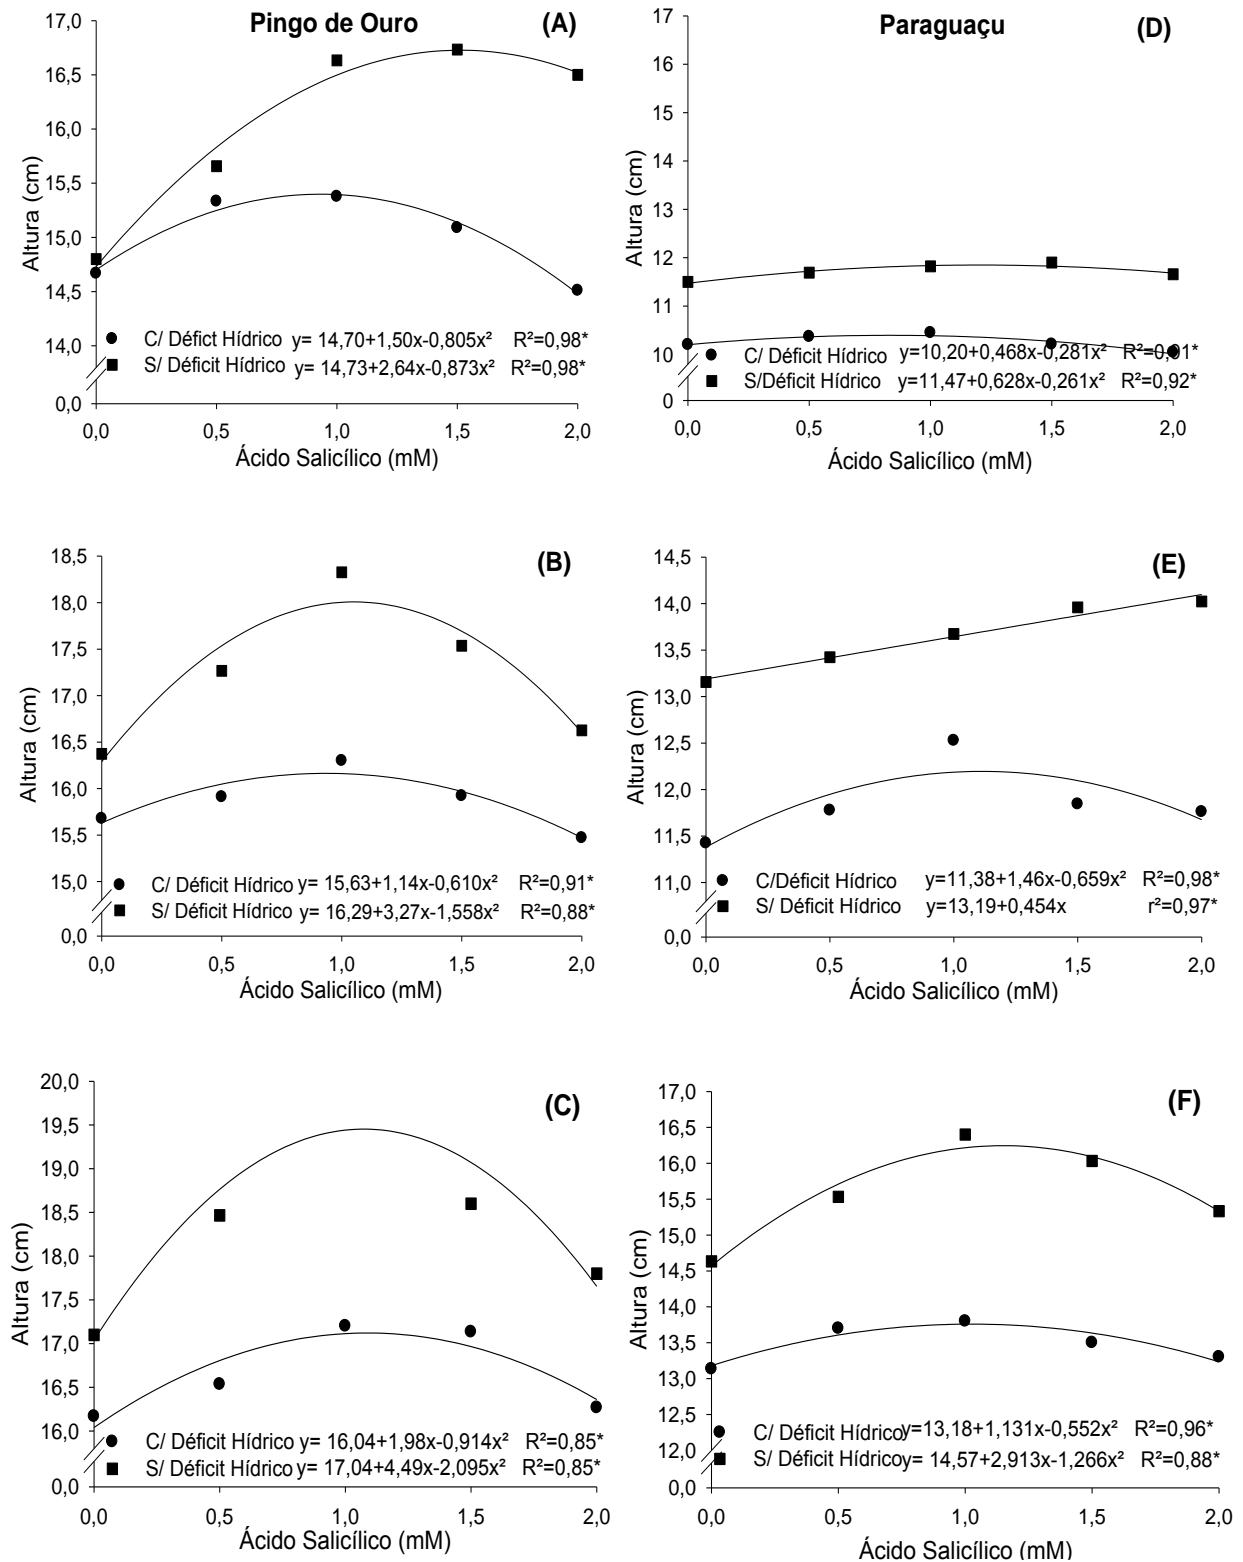 Pingo de Ouro
(A)
17,0
16,5
16,0
15,5
15,0
14,5
14,0
0,0
Altura (cm)
C/ Défict Hídrico y= 14,70+1,50x-0,805x² R²=0,98*
S/ Déficit Hídrico y= 14,73+2,64x-0,873x² R²=0,98*
0,0 0,5 1,0 1,5 2,0
Ácido Salicílico (mM)
Paraguaçu
(D)
17
16
15
14
13
12
11
10
0
Altura (cm)
C/ Déficit Hídrico y=10,20+0,468x-0,281x² R²=0,91*
S/Déficit Hídrico y=11,47+0,628x-0,261x² R²=0,92*
0,0 0,5 1,0 1,5 2,0
Ácido Salicílico (mM)
(B)
18,5
18,0
17,5
17,0
16,5
16,0
15,5
15,0
0,0
Altura (cm)
C/ Déficit Hídrico y= 15,63+1,14x-0,610x² R²=0,91*
S/ Déficit Hídrico y= 16,29+3,27x-1,558x² R²=0,88*
0,0 0,5 1,0 1,5 2,0
Ácido Salicílico (mM)
(E)
14,5
14,0
13,5
13,0
12,5
12,0
11,5
11,0
0,0
Altura (cm)
C/Déficit Hídrico y=11,38+1,46x-0,659x² R²=0,98*
S/ Déficit Hídrico y=13,19+0,454x r²=0,97*
0,0 0,5 1,0 1,5 2,0
Ácido Salicílico (mM)
(C)
20,0
19,5
19,0
18,5
18,0
17,5
17,0
16,5
16,0
0,0
Altura (cm)
C/ Déficit Hídrico y= 16,04+1,98x-0,914x² R²=0,85*
S/ Déficit Hídrico y= 17,04+4,49x-2,095x² R²=0,85*
0,0 0,5 1,0 1,5 2,0
Ácido Salicílico (mM)
(F)
17,0
16,5
16,0
15,5
15,0
14,5
14,0
13,5
13,0
12,5
12,0
0,0
Altura (cm)
C/ Déficit Hídrico y=13,18+1,131x-0,552x² R²=0,96*
S/ Déficit Hídrico y= 14,57+2,913x-1,266x² R²=0,88*
0,0 0,5 1,0 1,5 2,0
Ácido Salicílico (mM)